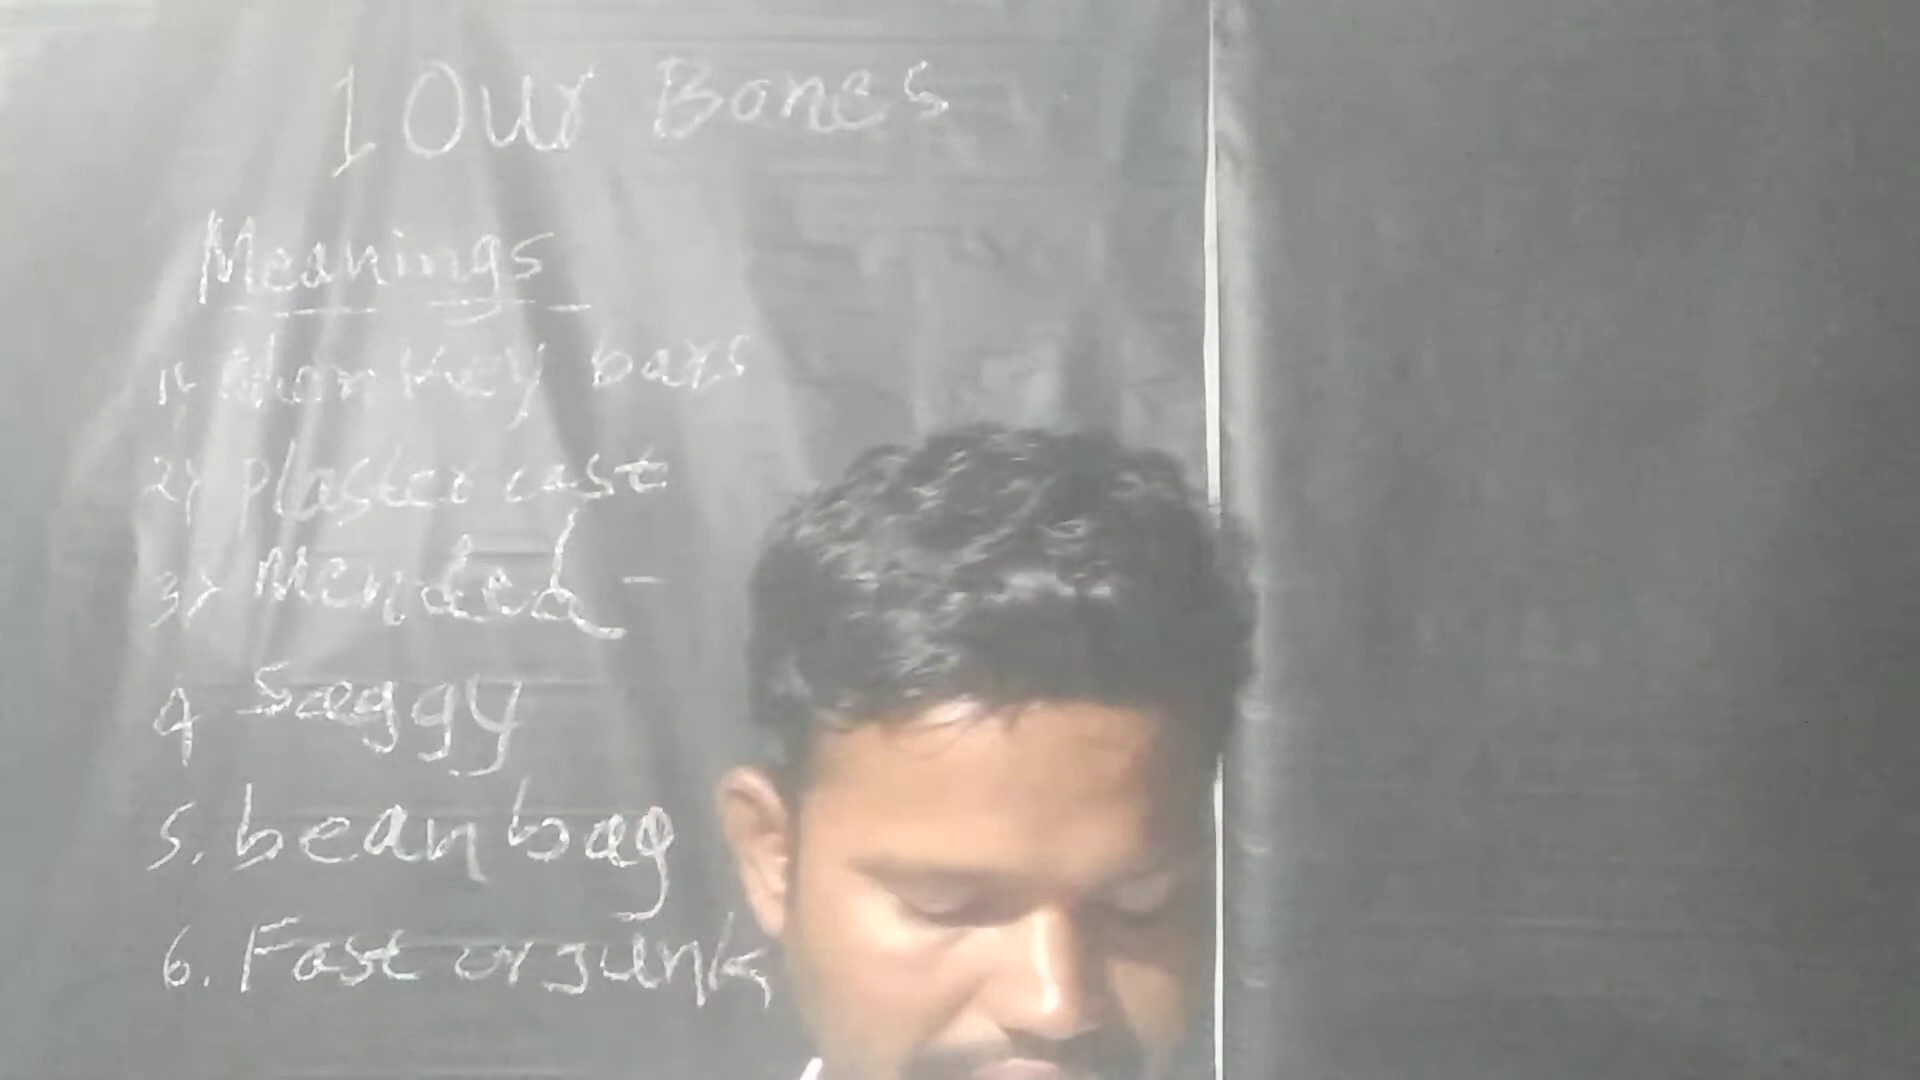 1 Our Bones
Meanings
1) Monkey bars
2) Plaster cast
3) Mended -
4 Saggy
5. bean bag
6. Fast or junk